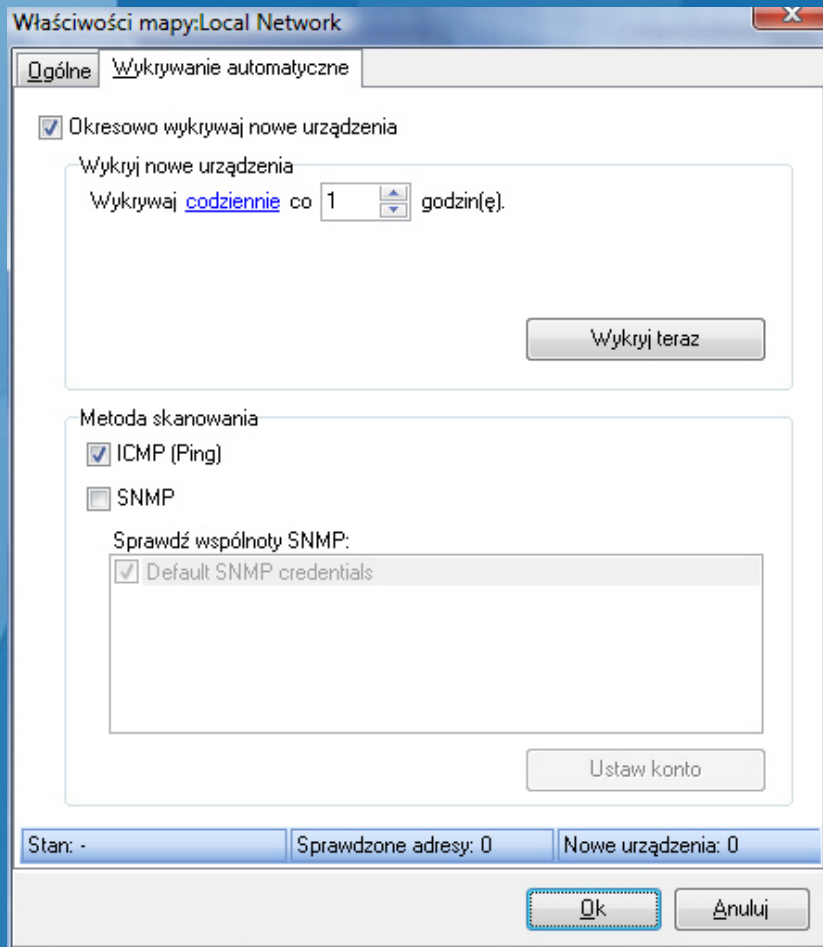 Właściwości mapy:Local Network
Ogólne
Wykrywanie automatyczne
Okresowo wykrywaj nowe urządzenia
Wykryj nowe urządzenia
Wykrywaj codziennie co 1 godzin(ę).
Wykryj teraz
Metoda skanowania
ICMP (Ping)
SNMP
Sprawdź wspólnoty SNMP:
Default SNMP credentials
Ustaw konto
Stan: - Sprawdzone adresy: 0 Nowe urządzenia: 0
Ok Anuluj